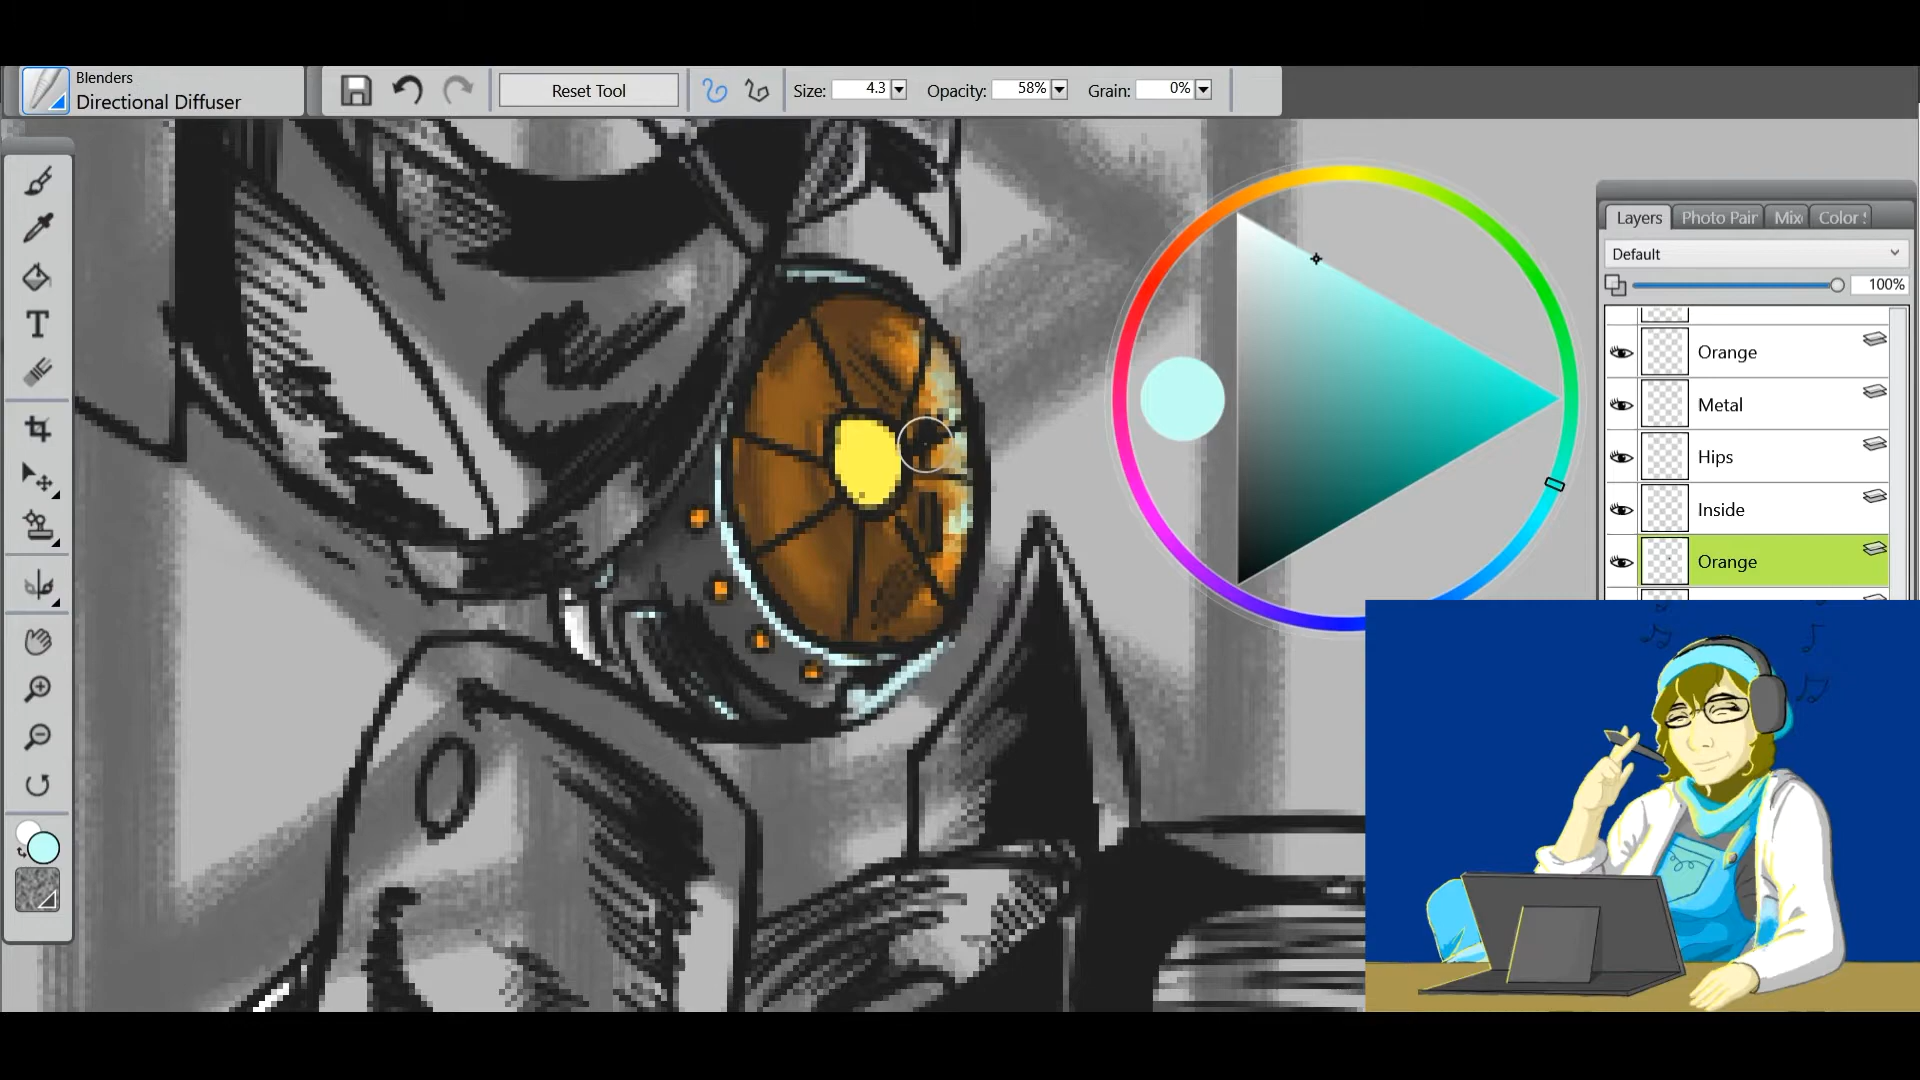 Blenders
Directional Diffuser
Reset Tool
Size: 4.3
Opacity: 58%
Grain: 0%
Layers Photo Pair Mix Color
Default
100%
Orange
Metal
Hips
Inside
Orange
T